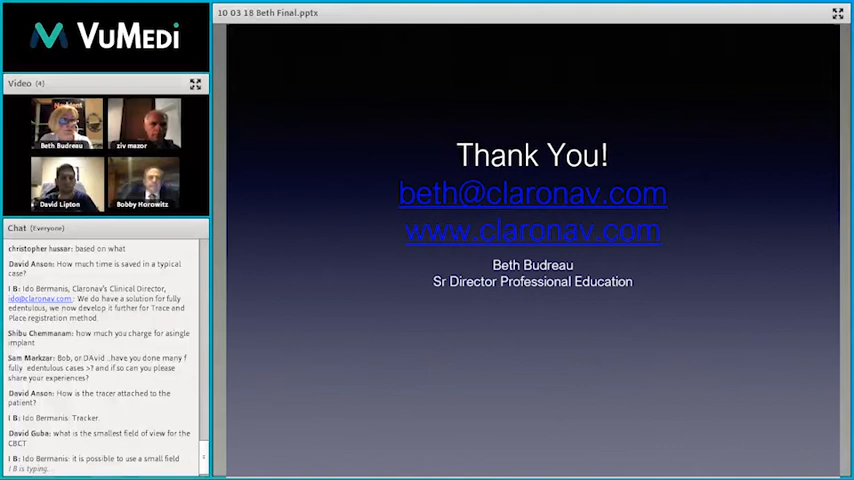 VuMedi
10 03 18 Beth Final.pptx
Video (4)
Beth Budreau
ziv mazor
David Lipton
Bobby Horowitz
Chat (Everyone)
christopher hussar: based on what
David Anson: How much time is saved in a typical
case?
I B: Ido Bermanis, Claronav's Clinical Director,
ido@claronav.com : We do have a solution for fully
edentulous, we now develop it further for Trace and
Place registration method.
Shibu Chemmanam: how much you charge for asingle
implant
Sam Markzar: Bob, or DAvid ..have you done many f
fully edentulous cases >? and if so can you please
share your experiences?
David Anson: How is the tracer attached to the
patient?
I B: Ido Bermanis: Tracker.
David Guba: what is the smallest field of view for the
CBCT
I B: Ido Bermanis: it is possible to use a small field
I B is typing...
Thank You!
beth@claronav.com
www.claronav.com
Beth Budreau
Sr Director Professional Education